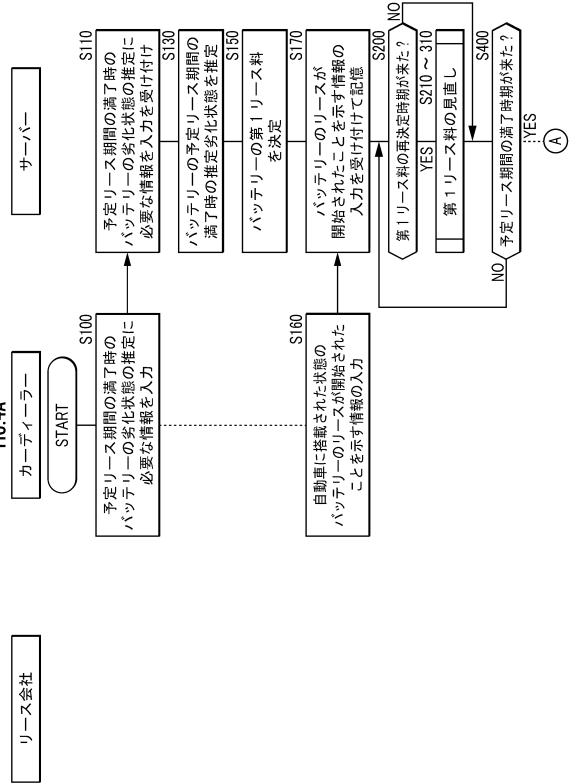 FIG.4A
リース会社
カーディーラー
サーバー
START
S100
予定リース期間の満了時の
バッテリーの劣化状態の推定に
必要な情報を入力
S110
予定リース期間の満了時の
バッテリーの劣化状態の推定に
必要な情報を入力を受け付け
S130
バッテリーの予定リース期間の
満了時の推定劣化状態を推定
S150
バッテリーの第1リース料
を決定
S160
自動車に搭載された状態の
バッテリーのリースが開始された
ことを示す情報の入力
S170
バッテリーのリースが
開始されたことを示す情報の
入力を受け付けて記憶
S200
第1リース料の再決定時期が来た?
NO
YES
S210 ~ 310
第1リース料の見直し
S400
予定リース期間の満了時期が来た?
NO
YES
A